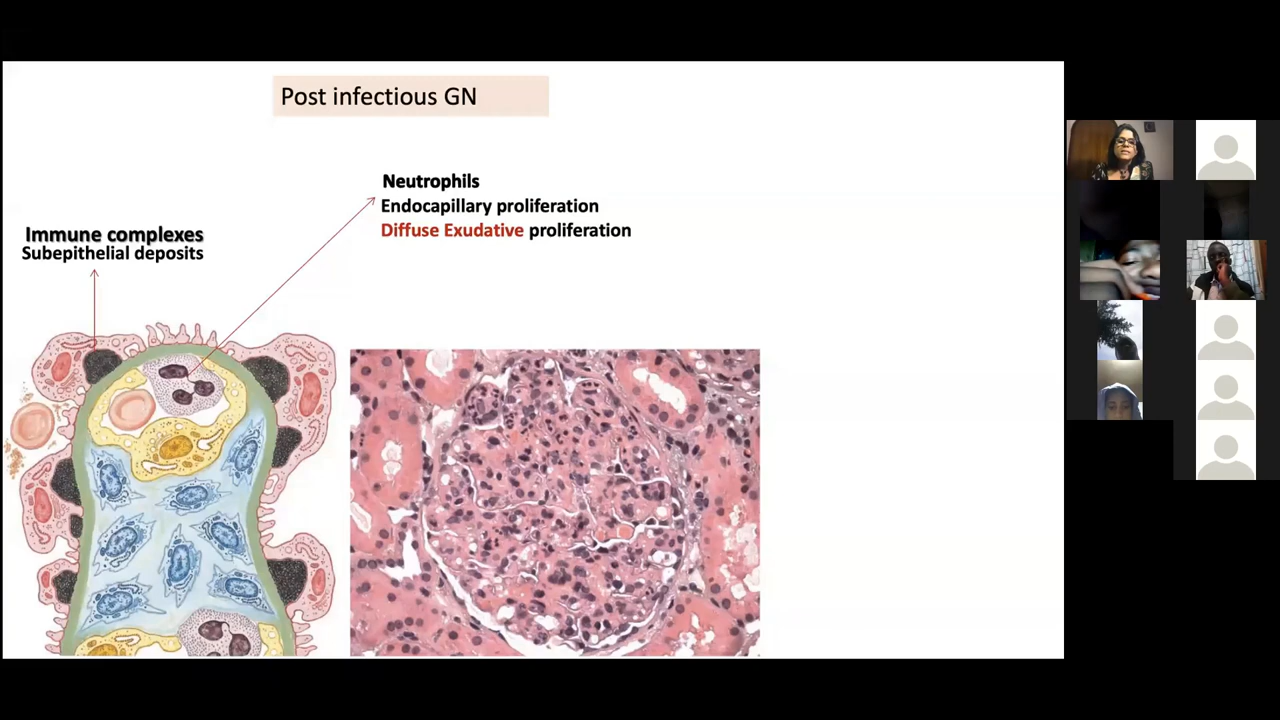 Post infectious GN
Neutrophils
Endocapillary proliferation
Diffuse Exudative proliferation
Immune complexes
Subepithelial deposits